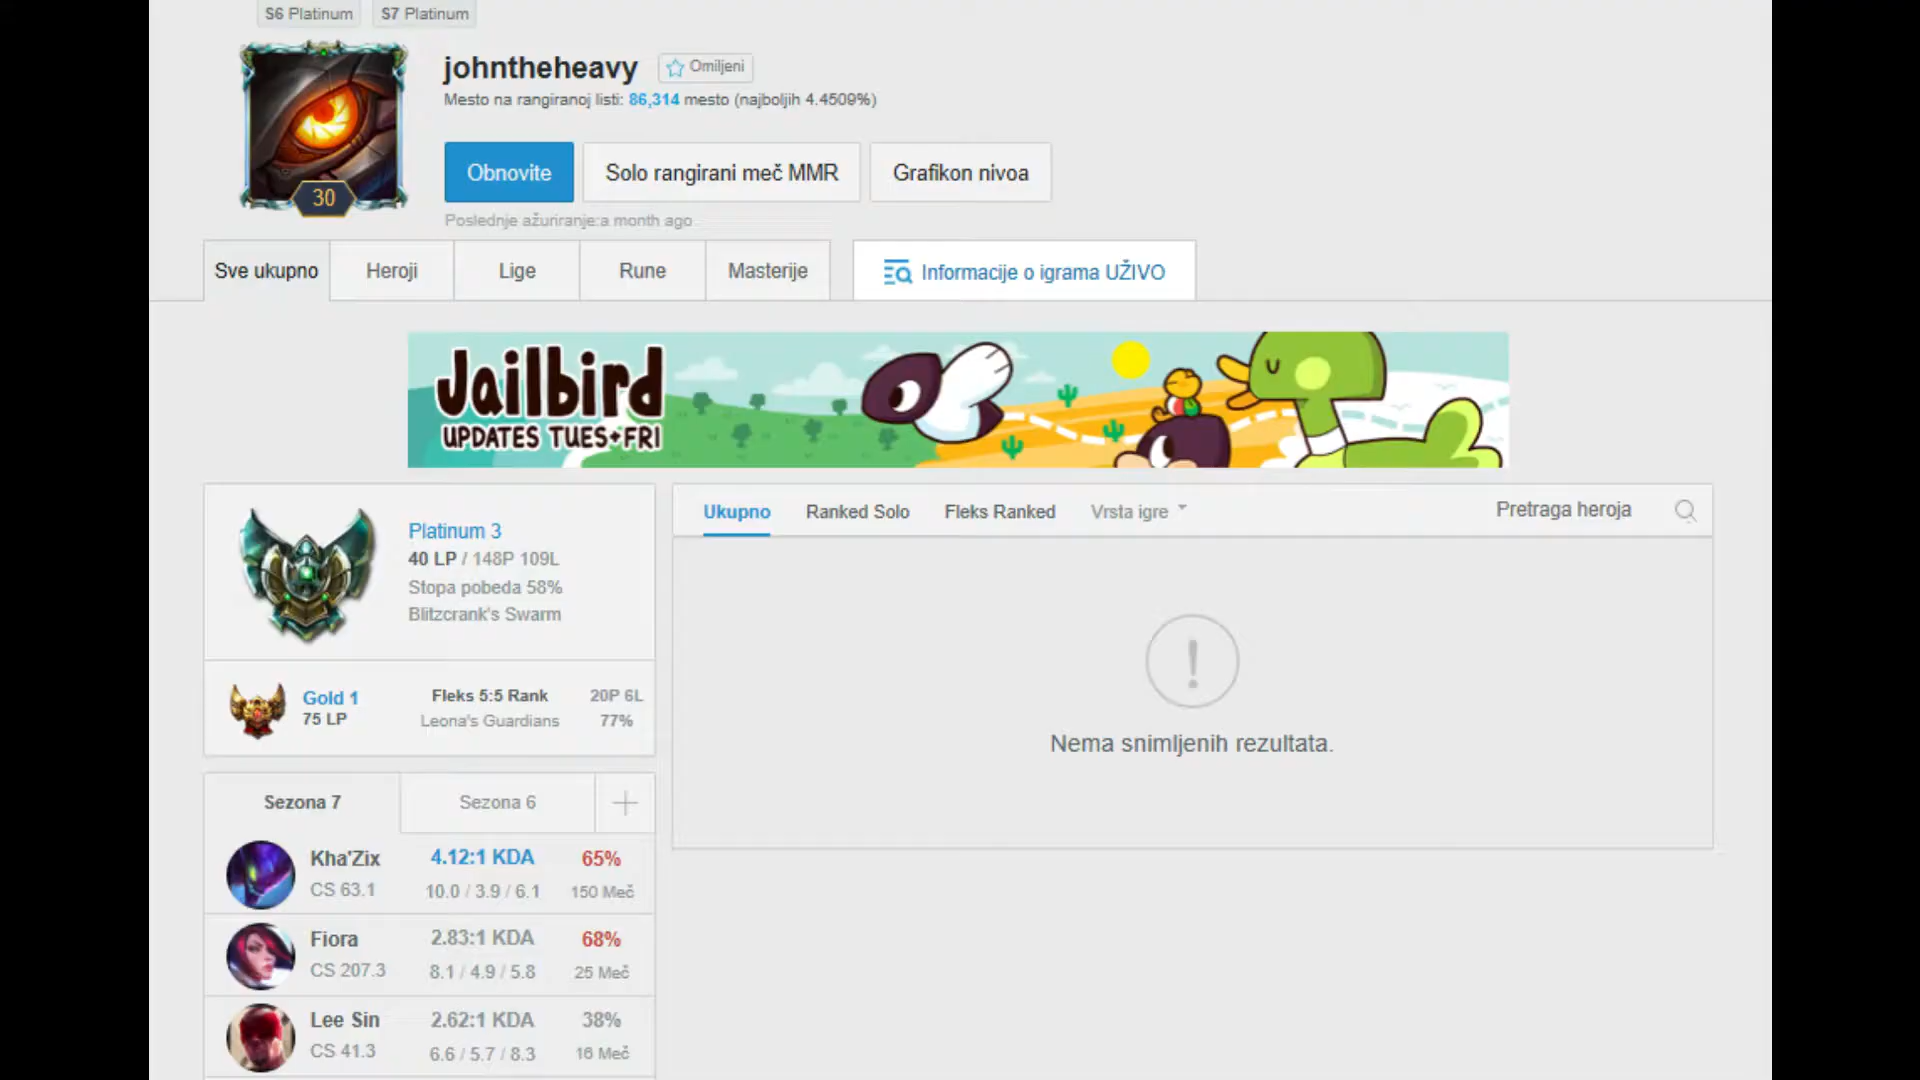 S6 Platinum S7 Platinum
johntheheavy Omiljeni
Mesto na rangiranoj listi: 86,314 mesto (najboljih 4.4509%)
Obnovite Solo rangirani meč MMR Grafikon nivoa
30
Poslednje ažuriranje:a month ago
Sve ukupno Heroji Lige Rune Masterije Informacije o igrama UŽIVO
Jailbird
UPDATES TUES+FRI
Platinum 3
40 LP / 148P 109L
Stopa pobeda 58%
Blitzcrank's Swarm
Gold 1 Fleks 5:5 Rank 20P 6L
75 LP Leona's Guardians 77%
Ukupno Ranked Solo Fleks Ranked Vrsta igre Pretraga heroja
Nema snimljenih rezultata.
Sezona 7 Sezona 6
Kha'Zix 4.12:1 KDA 65%
CS 63.1 10.0 / 3.9 / 6.1 150 Meč
Fiora 2.83:1 KDA 68%
CS 207.3 8.1 / 4.9 / 5.8 25 Meč
Lee Sin 2.62:1 KDA 38%
CS 41.3 6.6 / 5.7 / 8.3 16 Meč